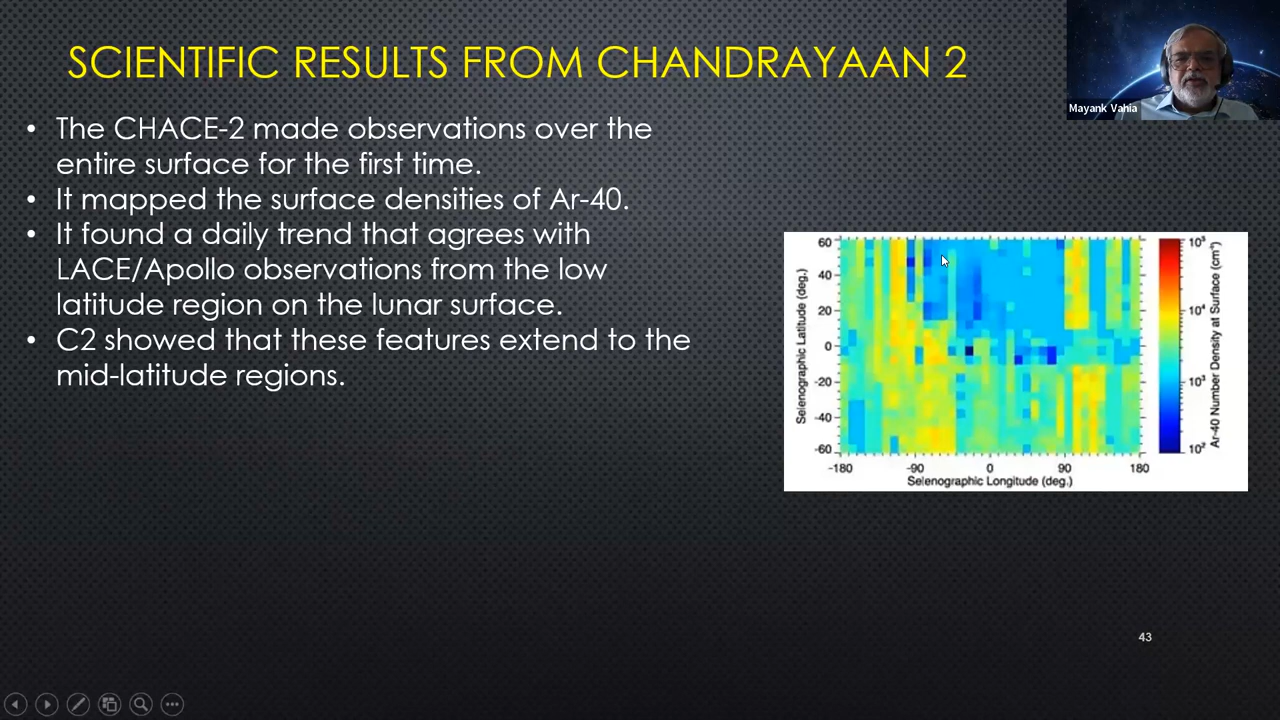 SCIENTIFIC RESULTS FROM CHANDRAYAAN 2
Mayank Vahia
• The CHACE-2 made observations over the
entire surface for the first time.
• It mapped the surface densities of Ar-40.
• It found a daily trend that agrees with
LACE/Apollo observations from the low
latitude region on the lunar surface.
• C2 showed that these features extend to the
mid-latitude regions.
Selenographic Latitude (deg.)
60
40
20
0
-20
-40
-60
-180 -90 0 90 180
Selenographic Longitude (deg.)
10⁵
10⁴
10³
10²
Ar-40 Number Density at Surface
43